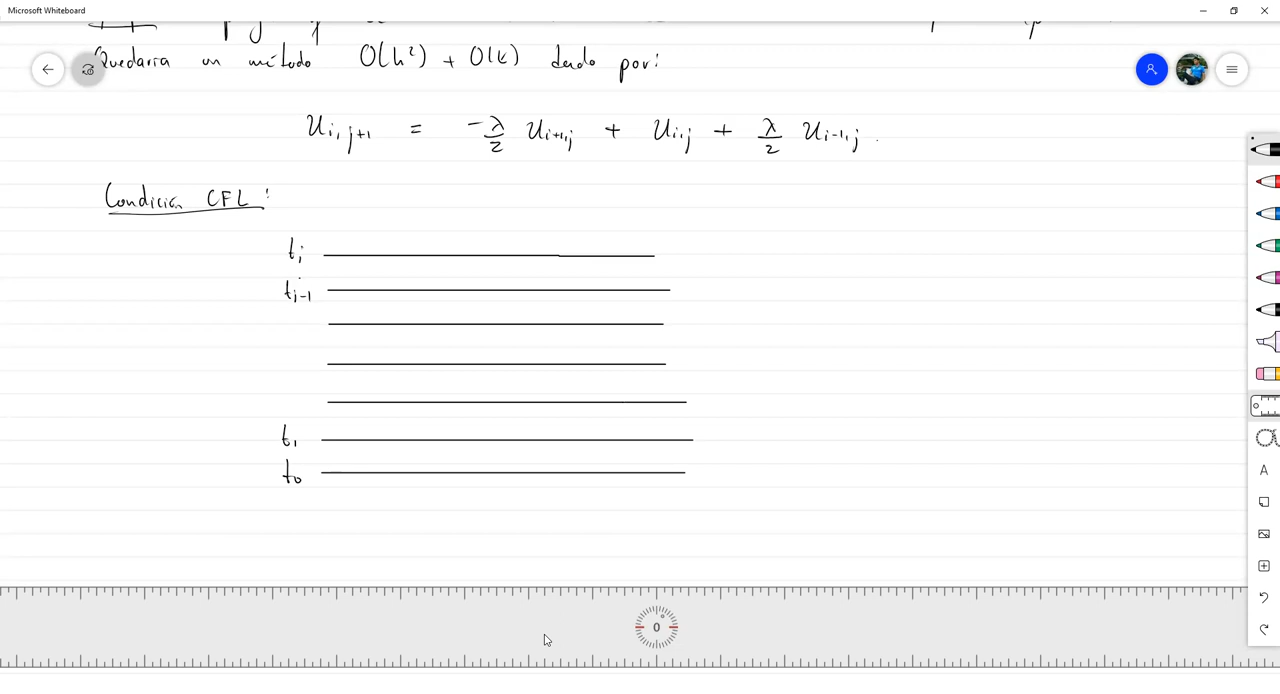 Microsoft Whiteboard
Quedaria un método O(h²) + O(k) dado por:
u_{i,j+1} = -λ/2 u_{i+1,j} + u_{i,j} + λ/2 u_{i-1,j}.
Condición CFL:
t_j
t_{j-1}
t_1
t_0
A
0°